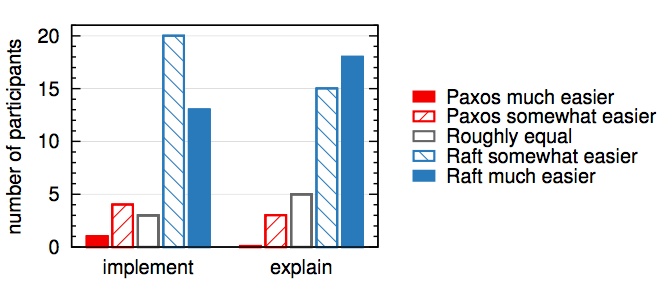 number of participants
20
15
10
5
0
implement
explain
Paxos much easier
Paxos somewhat easier
Roughly equal
Raft somewhat easier
Raft much easier